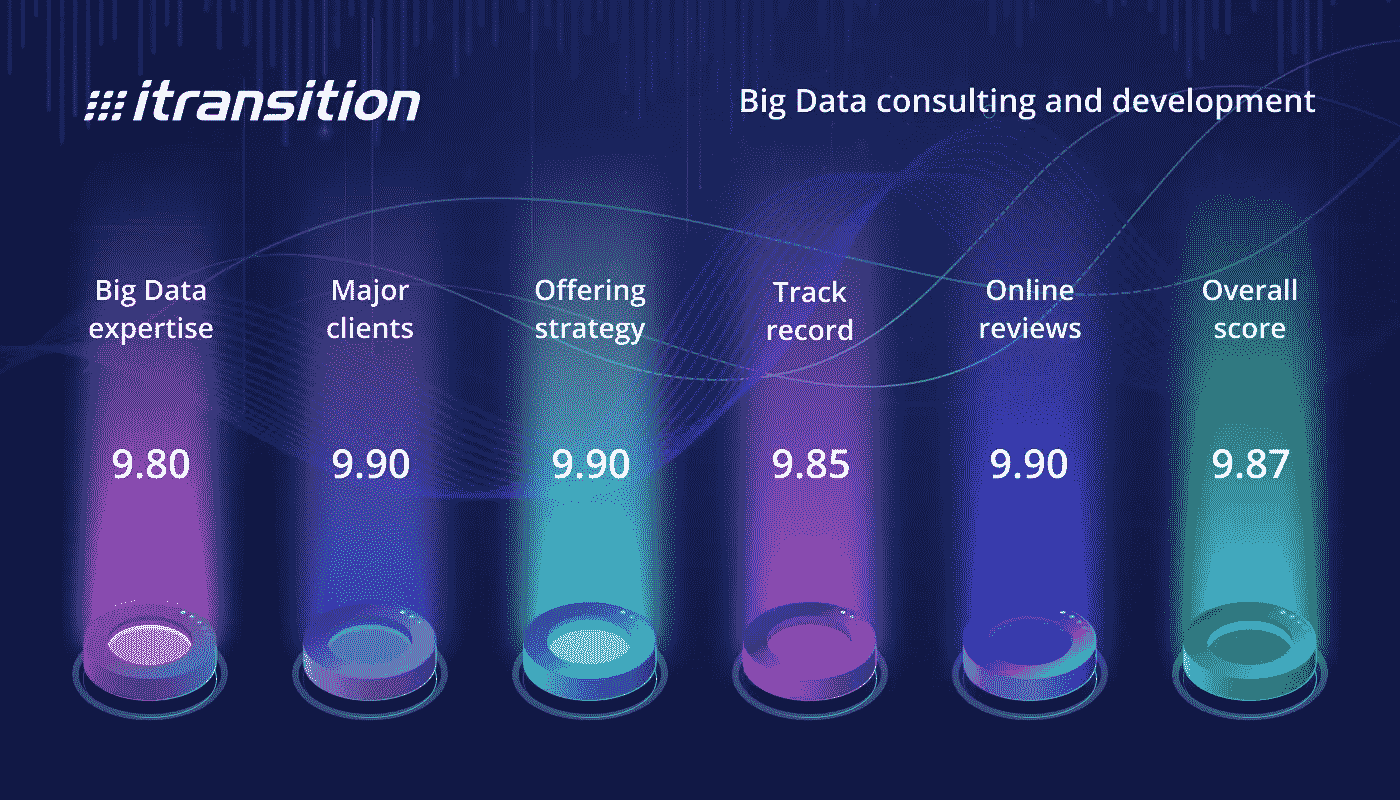 itransition
Big Data consulting and development
Big Data
expertise
Major
clients
Offering
strategy
Track
record
Online
reviews
Overall
score
9.80
9.90
9.90
9.85
9.90
9.87